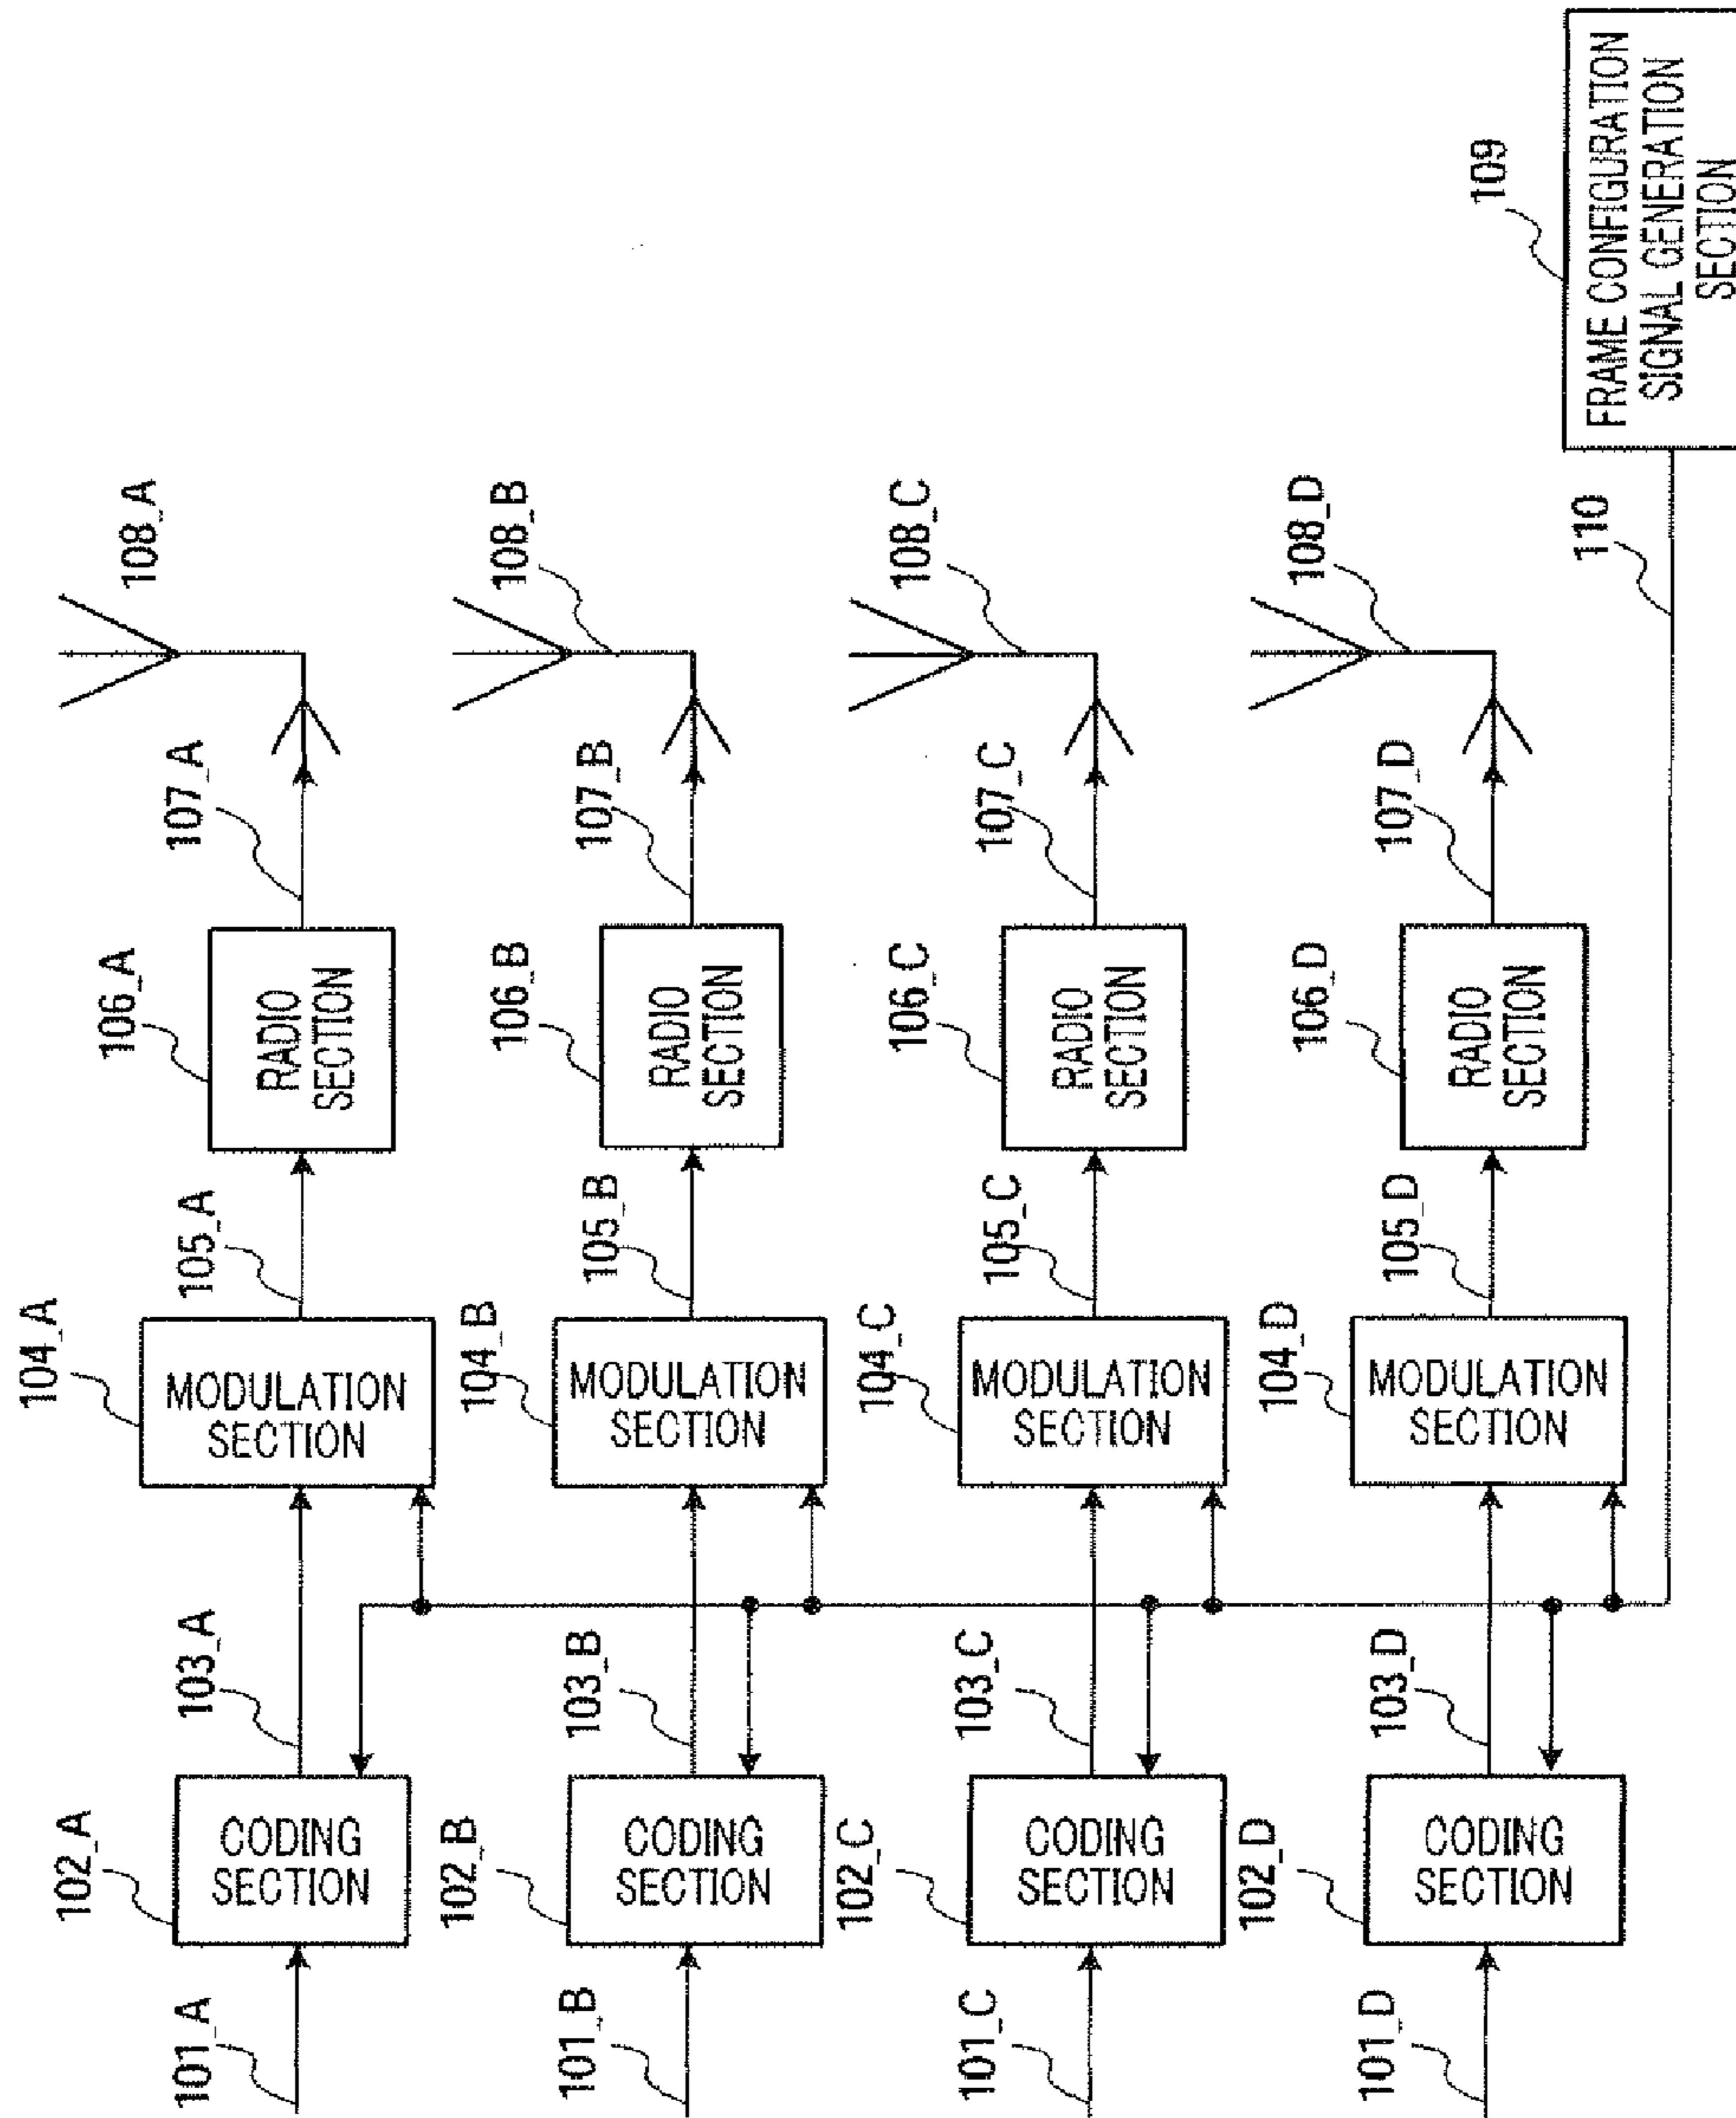 101_A
102_A
CODING
SECTION
103_A
104_A
MODULATION
SECTION
105_A
106_A
RADIO
SECTION
107_A
108_A
101_B
102_B
CODING
SECTION
103_B
104_B
MODULATION
SECTION
105_B
106_B
RADIO
SECTION
107_B
108_B
101_C
102_C
CODING
SECTION
103_C
104_C
MODULATION
SECTION
105_C
106_C
RADIO
SECTION
107_C
108_C
101_D
102_D
CODING
SECTION
103_D
104_D
MODULATION
SECTION
105_D
106_D
RADIO
SECTION
107_D
108_D
110
109
FRAME CONFIGURATION
SIGNAL GENERATION
SECTION